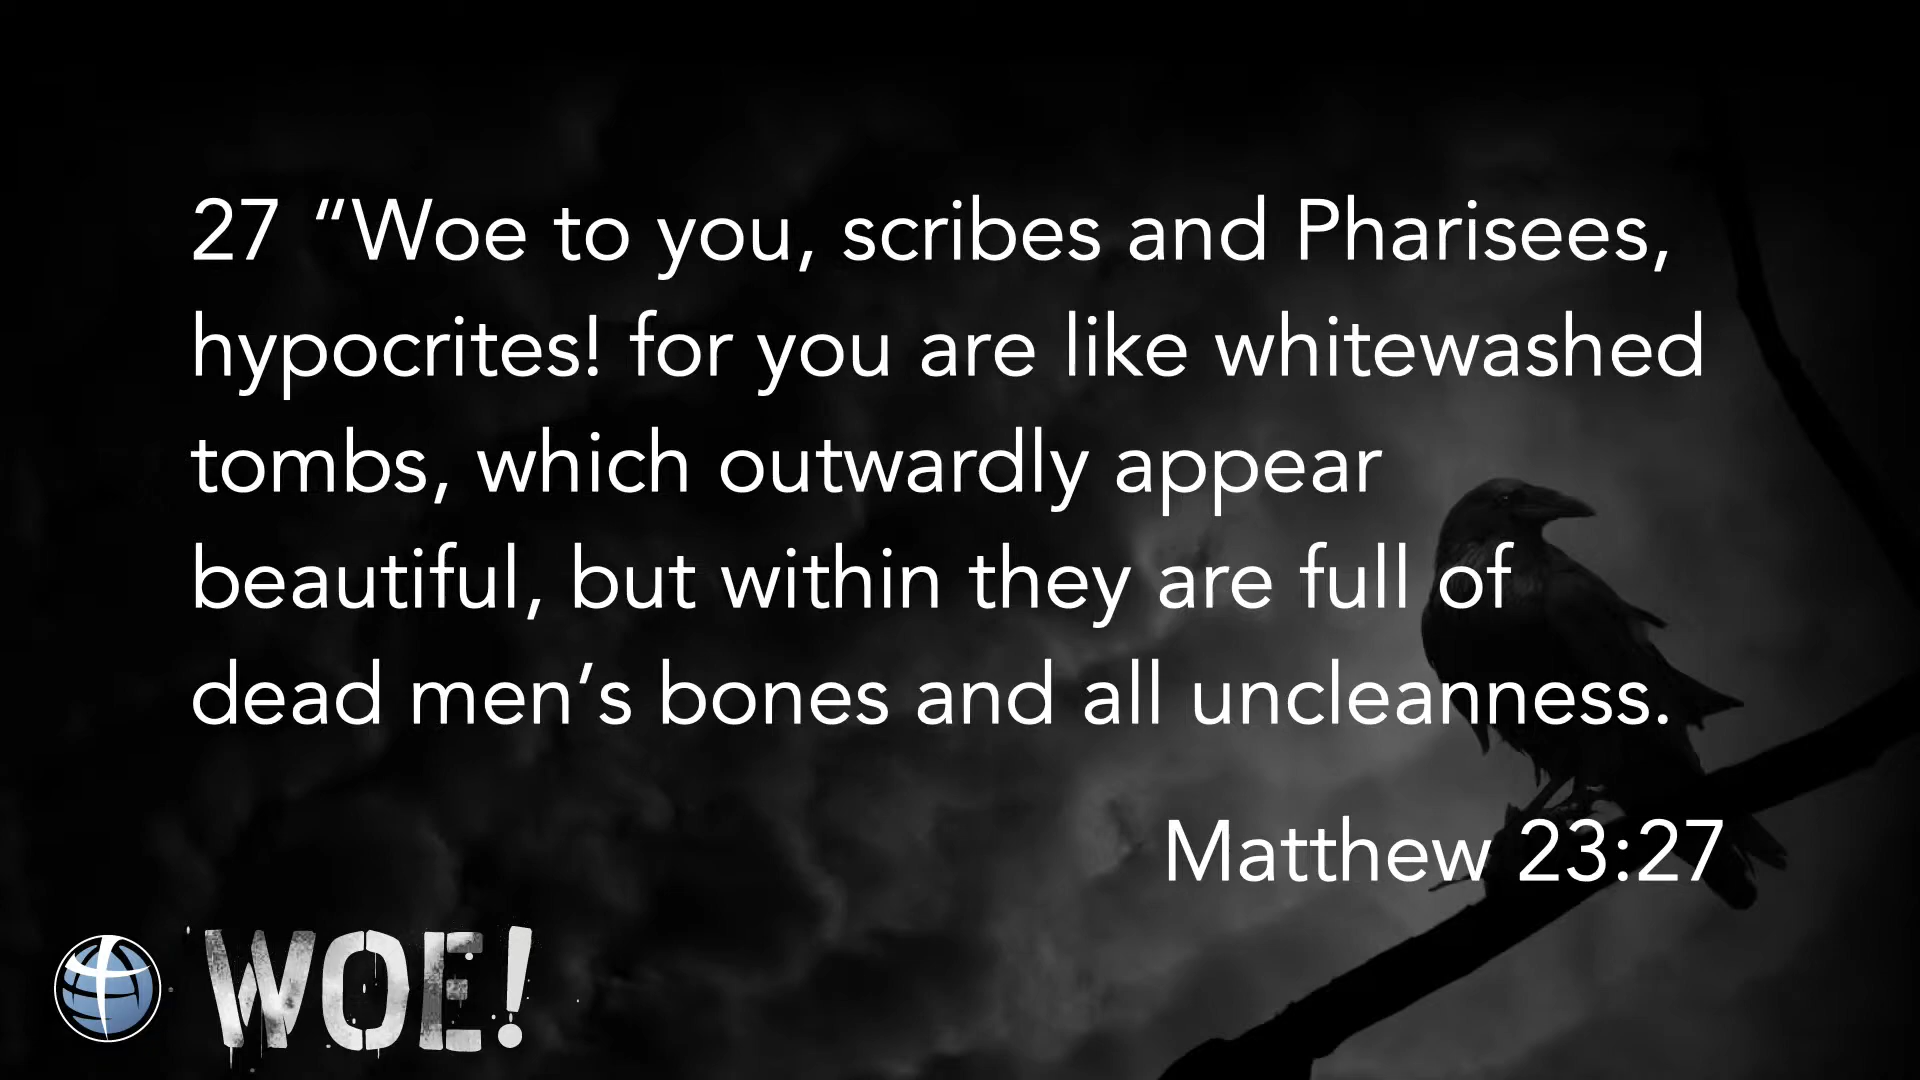 27 “Woe to you, scribes and Pharisees,
hypocrites! for you are like whitewashed
tombs, which outwardly appear
beautiful, but within they are full of
dead men’s bones and all uncleanness.
Matthew 23:27
WOE!